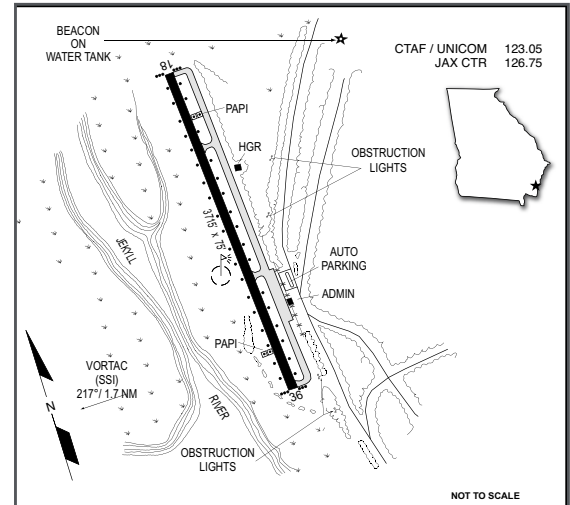 BEACON
ON
WATER TANK
CTAF / UNICOM 123.05
JAX CTR 126.75
18
PAPI
HGR
OBSTRUCTION
LIGHTS
3715' x 75'
JEKYLL
AUTO
PARKING
ADMIN
PAPI
VORTAC
(SSI)
217°/ 1.7 NM
N
36
RIVER
OBSTRUCTION
LIGHTS
NOT TO SCALE